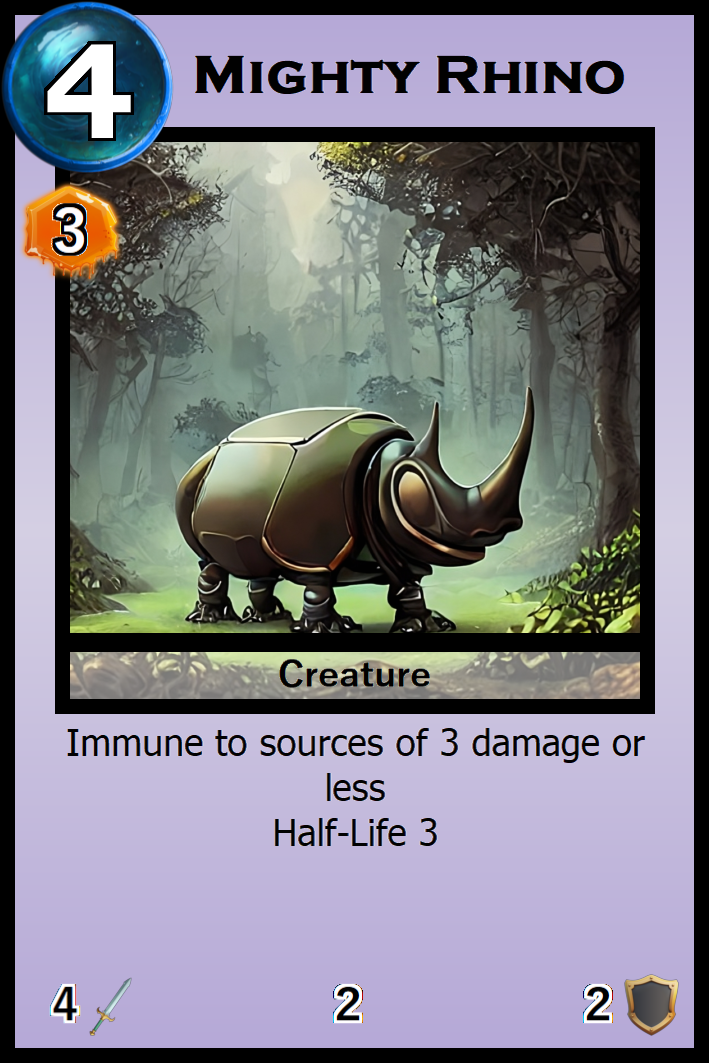 4
Mighty Rhino
3
Creature
Immune to sources of 3 damage or
less
Half-Life 3
4 2 2